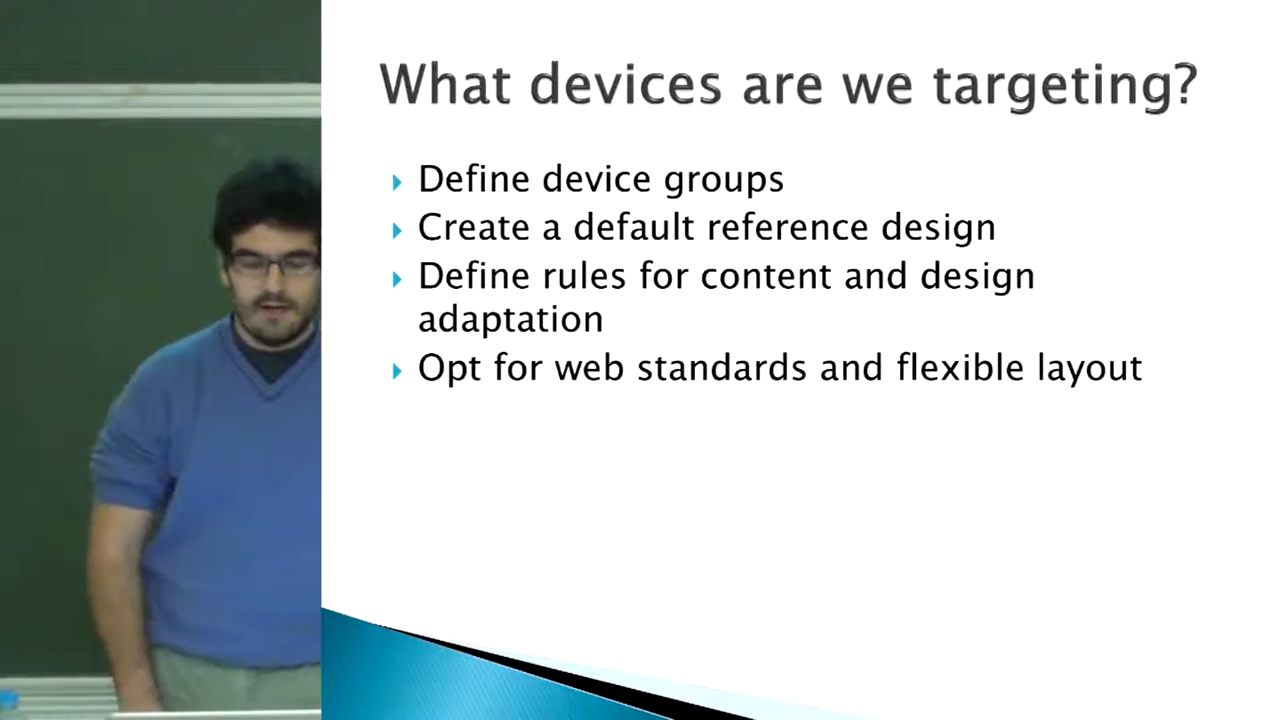 What devices are we targeting?
Define device groups
Create a default reference design
Define rules for content and design
adaptation
Opt for web standards and flexible layout